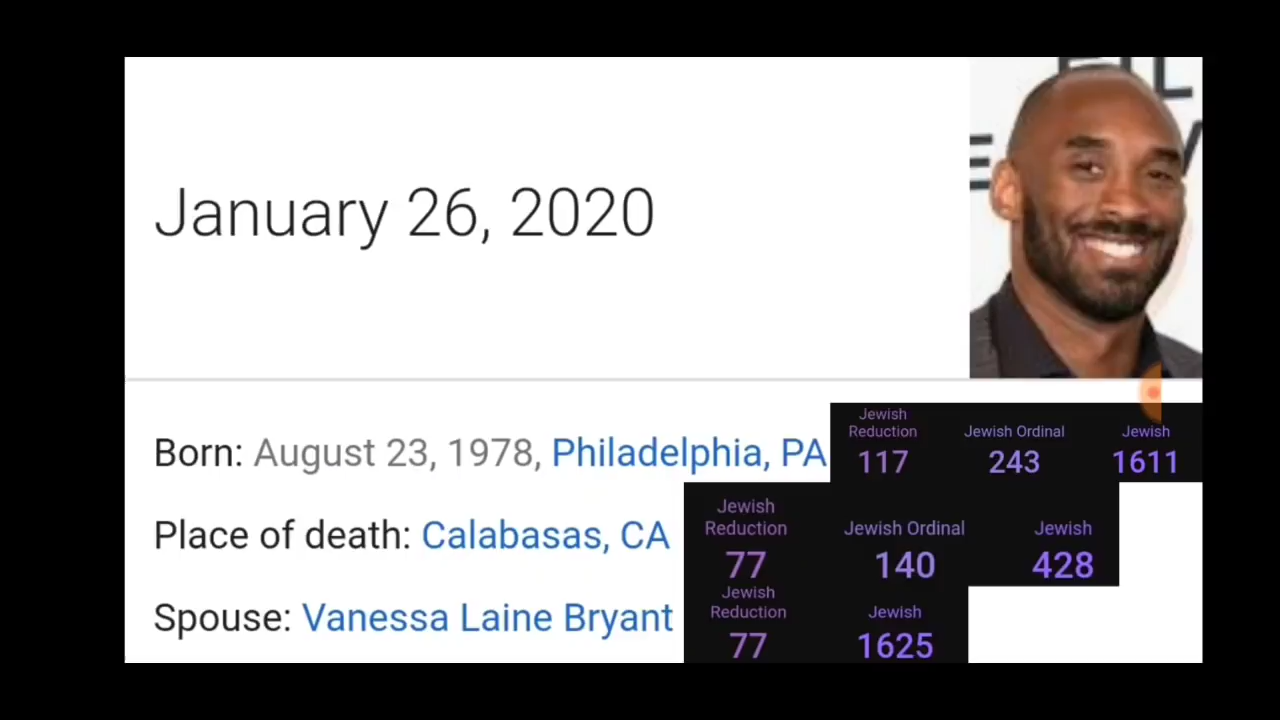 January 26, 2020
Born: August 23, 1978, Philadelphia, PA
Jewish Reduction 117 Jewish Ordinal 243 Jewish 1611
Place of death: Calabasas, CA
Jewish Reduction 77 Jewish Ordinal 140 Jewish 428
Spouse: Vanessa Laine Bryant
Jewish Reduction 77 Jewish 1625